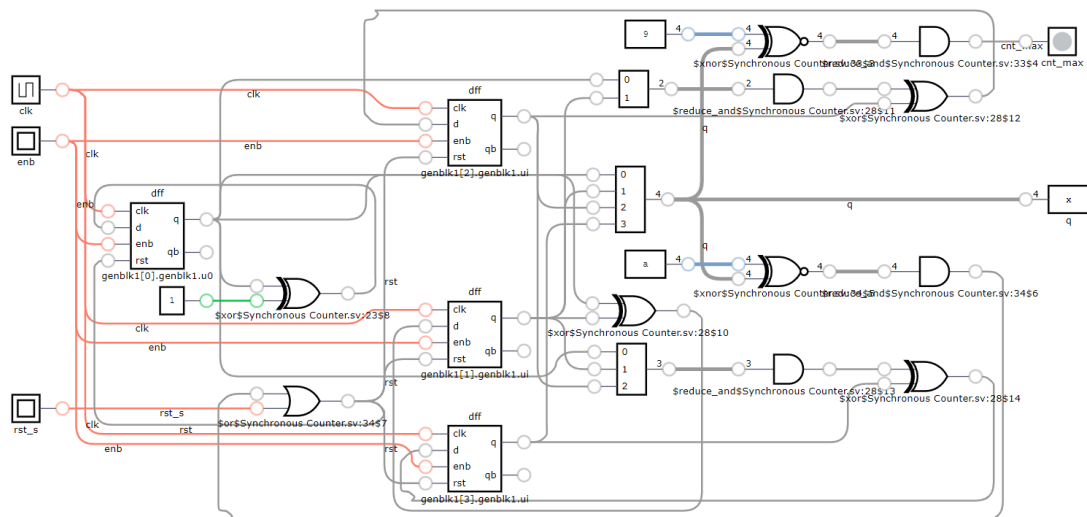 9
4
4
4
4
4
cnt_max
$xnor$Synchronous Counter.sv:33$3
$reduce_and$Synchronous Counter.sv:33$4
cnt_max
clk
clk
dff
clk
d
enb
rst
q
qb
genblk1[2].genblk1.ui
0
1
2
2
$reduce_and$Synchronous Counter.sv:28$11
$xor$Synchronous Counter.sv:28$12
q
enb
enb
clk
enb
dff
clk
d
enb
rst
q
qb
genblk1[0].genblk1.u0
0
1
2
3
4
q
4
x
q
q
1
$xor$Synchronous Counter.sv:23$8
rst
a
4
4
4
4
4
$xnor$Synchronous Counter.sv:34$5
$reduce_and$Synchronous Counter.sv:34$6
clk
enb
dff
clk
d
enb
rst
q
qb
genblk1[1].genblk1.ui
$xor$Synchronous Counter.sv:28$10
0
1
2
3
3
$reduce_and$Synchronous Counter.sv:28$13
$xor$Synchronous Counter.sv:28$14
rst
rst_s
rst_s
$or$Synchronous Counter.sv:34$7
clk
rst
enb
rst
dff
clk
d
enb
rst
q
qb
genblk1[3].genblk1.ui